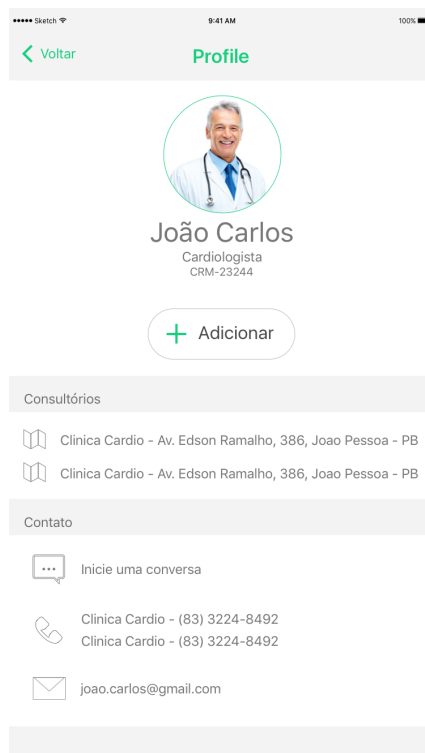 Sketch 9:41 AM 100%
Voltar Profile
João Carlos
Cardiologista
CRM-23244
+ Adicionar
Consultórios
Clinica Cardio - Av. Edson Ramalho, 386, Joao Pessoa - PB
Clinica Cardio - Av. Edson Ramalho, 386, Joao Pessoa - PB
Contato
Inicie uma conversa
Clinica Cardio - (83) 3224-8492
Clinica Cardio - (83) 3224-8492
joao.carlos@gmail.com